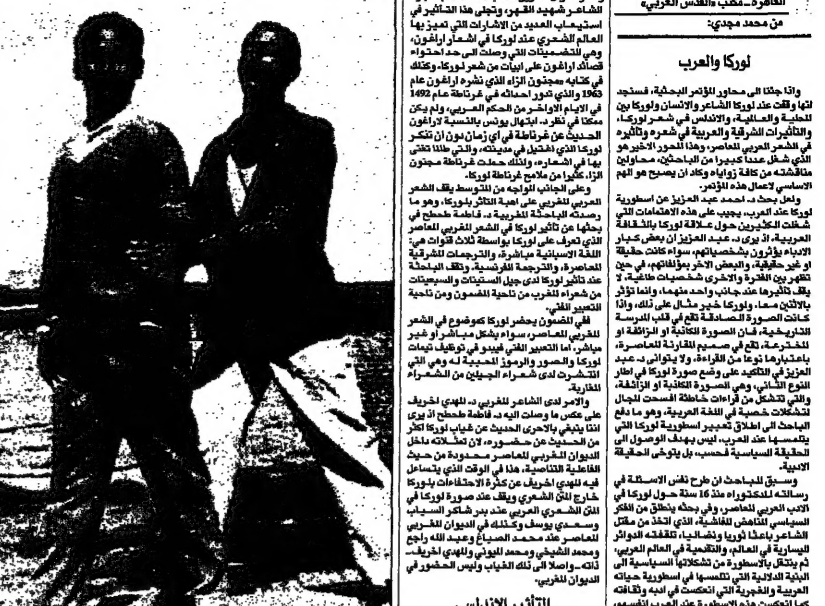 القاهرة ـ مكتب «القدس العربي»
من محمد مجدي:
لوركا والعرب
واذا جئنا الى محاور المؤتمر البحثية، فسنجد
انها وقفت عند لوركا الشاعر والانسان ولوركا بين
المحلية والعالمية، والاندلس في شعر لوركا،
والتأثيرات الشرقية والعربية في شعره وتأثيره
في الشعر العربي المعاصر، وهذا المحور الاخير هو
الذي شغل عددا كبيرا من الباحثين، محاولين
مناقشته من كافة زواياه وكاد ان يصبح هو الهم
الاساسي لاعمال هذه المؤتمر.
ولعل بحث د. احمد عبد العزيز عن اسطورية
لوركا عند العرب، يجيب على هذه الاهتمامات التي
شغلت الكثيرين حول علاقة لوركا بالثقافة
العربية، اذ يرى د. عبد العزيز ان بعض كبار
الادباء يؤثرون بشخصياتهم، سواء كانت حقيقة
او غير حقيقية، والبعض الاخر بمؤلفاتهم، في حين
تظهر بين الفترة والاخرى شخصيات طاغية، لا
يقف تأثيرها عند جانب واحد منهما، وانما تؤثر
بالاثنين معا. ولوركا خير مثال على ذلك، واذا
كانت الصورة الصادقة تقع في قلب المدرسة
التاريخية، فان الصورة الكاذبة او الزائفة او
المخترعة، تقع في صميم المقارنة المعاصرة،
باعتبارها نوعا من القراءة، ولا يتوانى د. عبد
العزيز في التأكيد على وضع صورة لوركا في اطار
النوع الثاني، وهي الصورة الكاذبة او الزائفة،
والتي تتشكل من قراءات خاطئة افسحت المجال
لتشكلات خصبة في اللغة العربية، وهو ما دفع
الباحث الى اطلاق تعبير اسطورية لوركا التي
يتلمسها عند العرب، ليس بهدف الوصول الى
الحقيقة السياسية فحسب، بل يتوخى الحقيقة
الادبية.
وسبق للباحث ان طرح نفس الاسئلة في
رسالته للدكتوراه منذ 16 سنة حول لوركا في
الادب العربي المعاصر، وفي بحثه ينطلق من الفكر
السياسي المناهض للفاشية، الذي اتخذ من مقتل
الشاعر باعثا ثوريا ونضاليا، تلقفته الدوائر
اليسارية في العالم، والتقدمية في العالم العربي،
ثم ينتقل بالاسطورة من تشكلاتها السياسية الى
البنية الدلالية التي تلمسها في اسطورية حياته
العربية والغجرية التي انعكست في ادبه وثقافته
كما انعكست هذه الاسطورة عند العرب انفسهم،
للشاعر شهيد القهر، وتجلى هذا التأثير في
استيعاب العديد من الاشارات التي تميز بها
العالم الشعري عند لوركا في اشعار اراغون،
وهي التضمينات التي وصلت الى حد احتواء
قصائد اراغون على ابيات من شعر لوركا، وكذلك
في كتابه «مجنون الزا» الذي نشره اراغون عام
1963 والذي تدور احداثه في غرناطة عام 1492
في الايام الاواخر من الحكم العربي، ولم يكن
ممكنا في نظر د. ابتهال يونس بالنسبة لاراغون
الحديث عن غرناطة في اي زمان دون ان نتذكر
لوركا الذي اغتيل في مدينته، والتي طالما تغنى
بها في اشعاره، ولذلك حملت غرناطة مجنون
الزا، كثيرا من ملامح غرناطة لوركا.
وعلى الجانب المواجه من المتوسط يقف الشعر
العربي المغربي على اهبة التأثر بلوركا، وهو ما
رصدته الباحثة المغربية د. فاطمة طحطح في
بحثها عن تأثير لوركا في الشعر المغربي المعاصر
الذي تعرف على لوركا بواسطة ثلاث قنوات هي:
اللغة الاسبانية مباشرة، والترجمات المشرقية
المعاصرة، والترجمة الفرنسية. وتقف الباحثة
عند تأثير لوركا لدى جيل الستينات والسبعينات
من شعراء المغرب من ناحية المضمون ومن ناحية
التعبير الفني.
ففي المضمون يحضر لوركا كموضوع في الشعر
المغربي المعاصر، سواء بشكل مباشر او غير
مباشر، اما التعبير الفني فيبدو في توظيف تيمات
لوركا والصور والرموز المحببة له وهي التي
انتشرت لدى شعراء الجيلين من الشعراء
المغاربة.
والامر لدى الشاعر المغربي د. المهدي اخريف
على عكس ما وصلت اليه د. فاطمة طحطح اذ يرى
اننا ينبغي بالاحرى الحديث عن غياب لوركا اكثر
من الحديث عن حضوره، لان تمثلاته داخل
الديوان المغربي المعاصر محدودة من حيث
الفاعلية التناصية، هذا في الوقت الذي يتساءل
فيه المهدي اخريف عن كثرة الاحتفاءات بلوركا
خارج المتن الشعري ويقف عند صورة لوركا في
المتن الشعري العربي عند بدر شاكر السياب
وسعدي يوسف وكذلك في الديوان المغربي
المعاصر عند محمد الصباغ وعبد الله راجع
ومحمد الشيخي ومحمد الميموني والمهدي اخريف ـ
ذاته ـ واصلا الى ذلك الغياب وليس الحضور في
الديوان المغربي.
التأثير الاندلسي